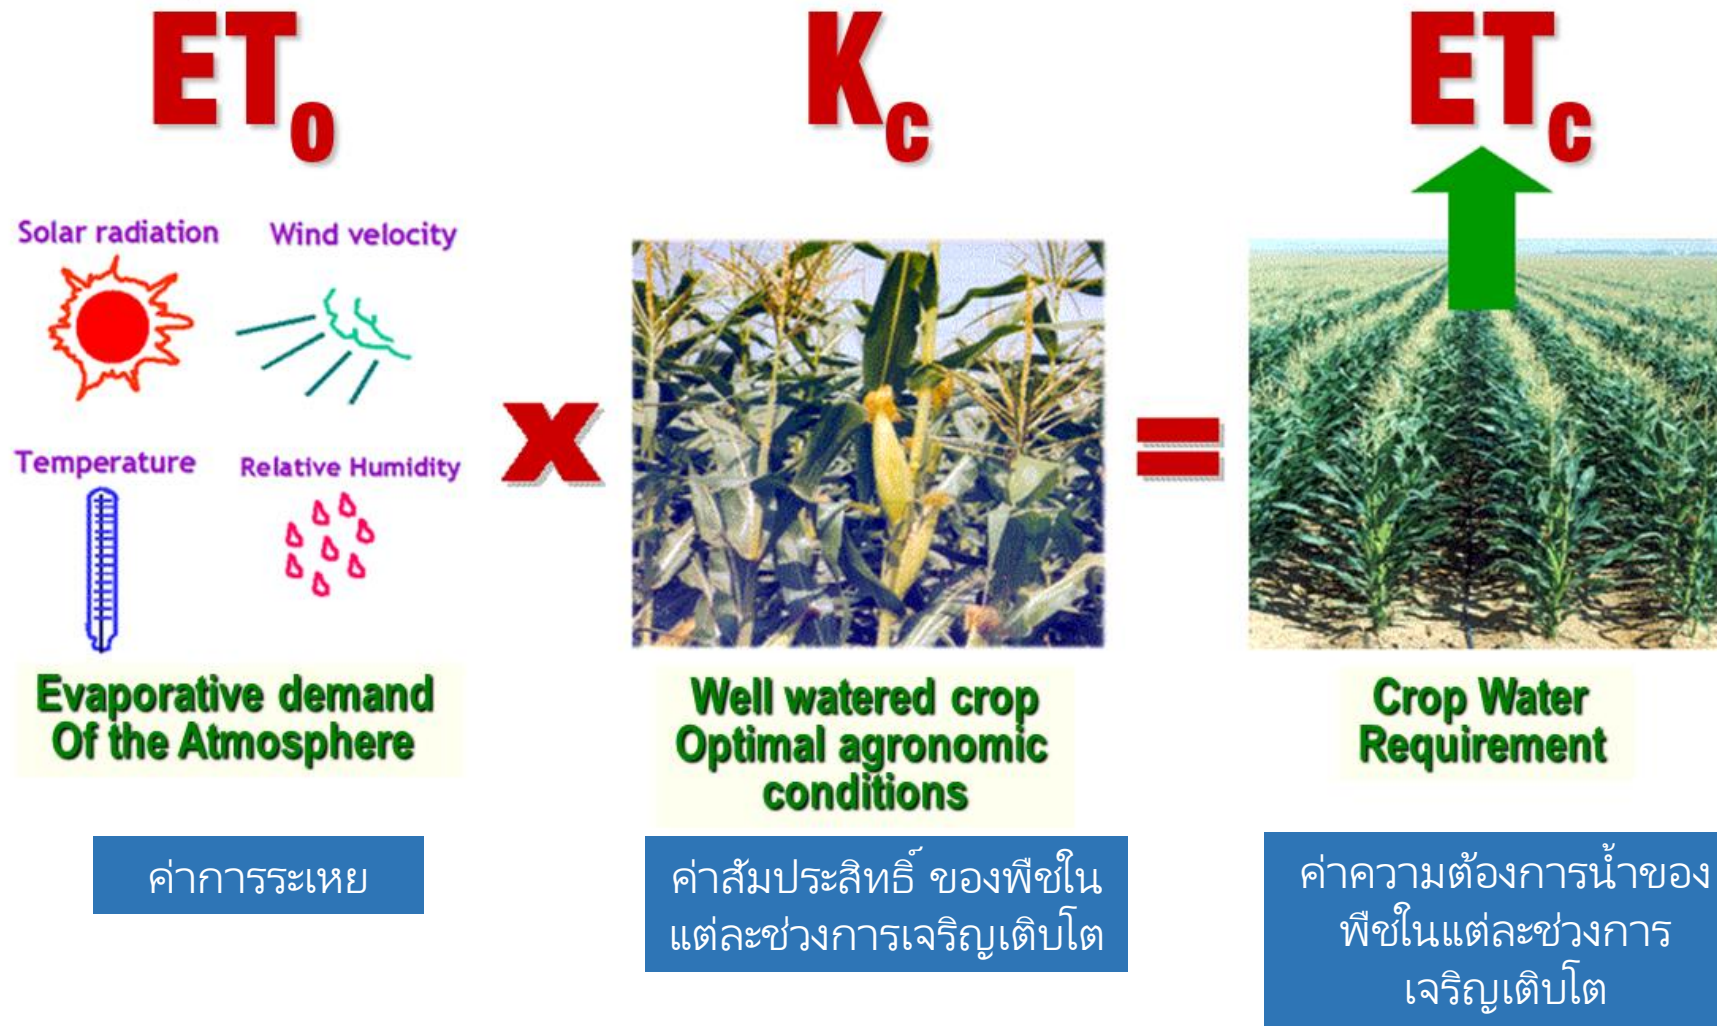 ET₀
Kc
ETc
Solar radiation
Wind velocity
Temperature
Relative Humidity
x
=
Evaporative demand
Of the Atmosphere
Well watered crop
Optimal agronomic
conditions
Crop Water
Requirement
ค่าการระเหย
ค่าสัมประสิทธิ์ ของพืชใน
แต่ละช่วงการเจริญเติบโต
ค่าความต้องการน้ำของ
พืชในแต่ละช่วงการ
เจริญเติบโต